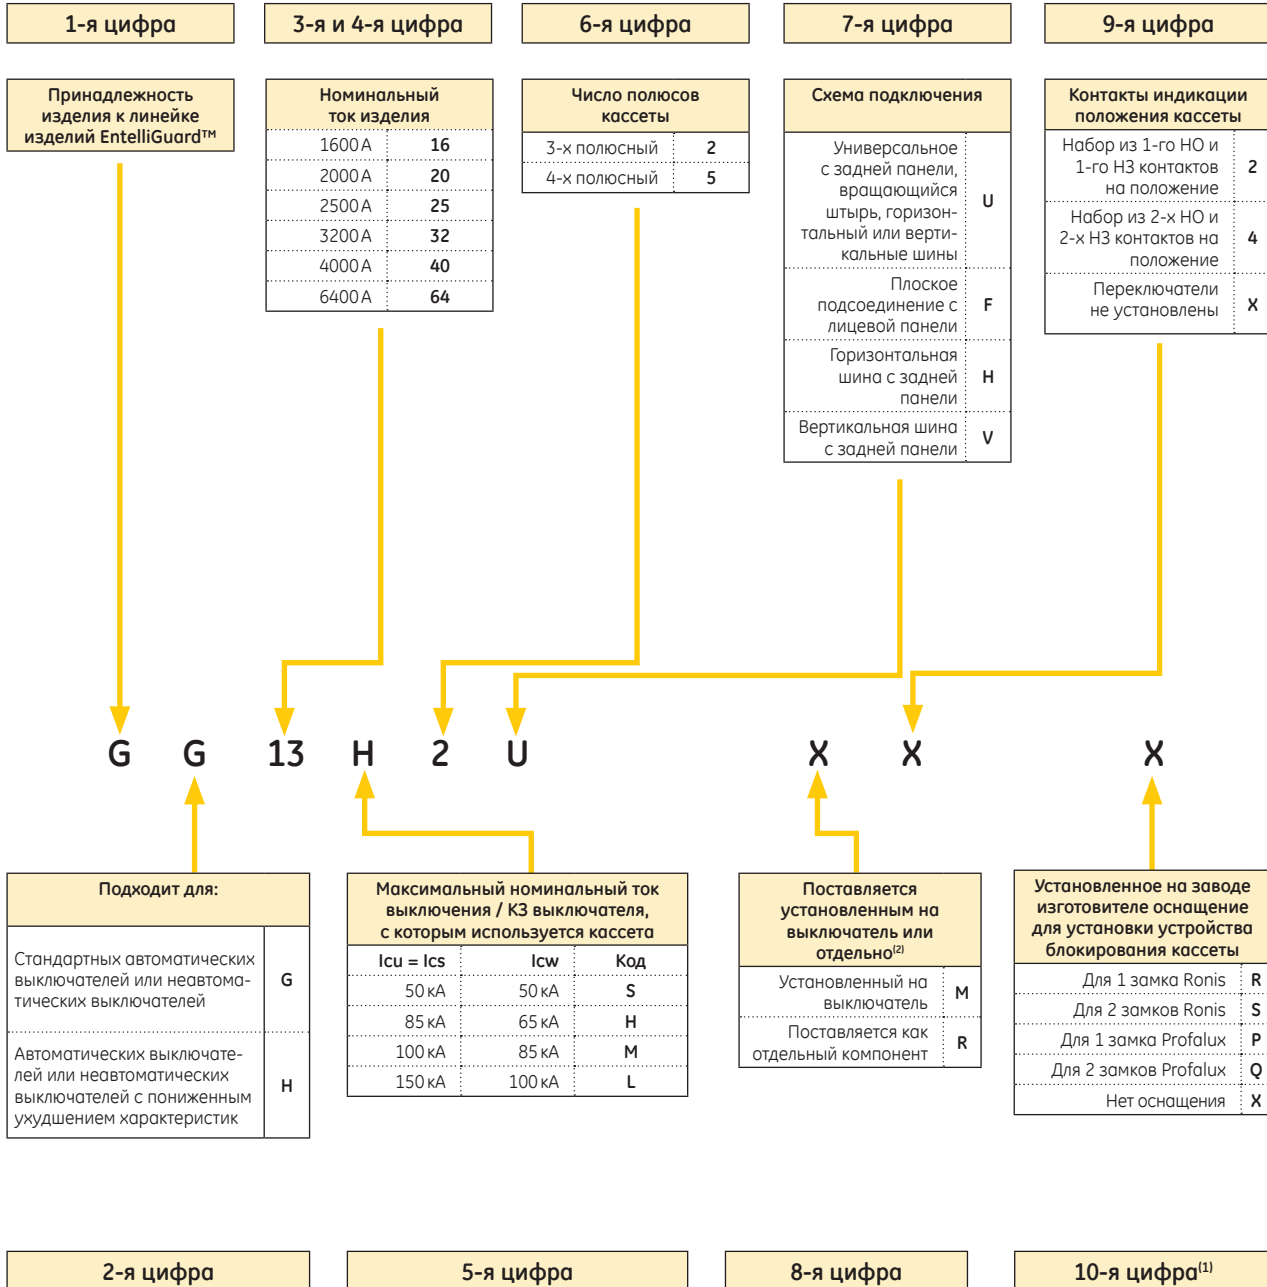 1-я цифра
3-я и 4-я цифра
6-я цифра
7-я цифра
9-я цифра
Принадлежность
изделия к линейке
изделий EntelliGuard™
Номинальный
ток изделия
1600 A 16
2000 A 20
2500 A 25
3200 A 32
4000 A 40
6400 A 64
Число полюсов
кассеты
3-х полюсный 2
4-х полюсный 5
Схема подключения
Универсальное
с задней панели,
вращающийся
штырь, горизон-
тальный или верти-
кальные шины
U
Плоское
подсоединение с
лицевой панели
F
Горизонтальная
шина с задней
панели
H
Вертикальная шина
с задней панели
V
Контакты индикации
положения кассеты
Набор из 1-го НО и
1-го НЗ контактов
на положение
2
Набор из 2-х НО и
2-х НЗ контактов на
положение
4
Переключатели
не установлены
X
G G 13 H 2 U X X X
Подходит для:
Стандартных автоматических
выключателей или неавтома-
тических выключателей
G
Автоматических выключате-
лей или неавтоматических
выключателей с пониженным
ухудшением характеристик
H
Максимальный номинальный ток
выключения / КЗ выключателя,
с которым используется кассета
Icu = Ics Icw Код
50 кА 50 кА S
85 кА 65 кА H
100 кА 85 кА M
150 кА 100 кА L
Поставляется
установленным на
выключатель или
отдельно(2)
Установленный на
выключатель
M
Поставляется как
отдельный компонент
R
Установленное на заводе
изготовителе оснащение
для установки устройства
блокирования кассеты
Для 1 замка Ronis R
Для 2 замков Ronis S
Для 1 замка Profalux P
Для 2 замков Profalux Q
Нет оснащения X
2-я цифра
5-я цифра
8-я цифра
10-я цифра(1)